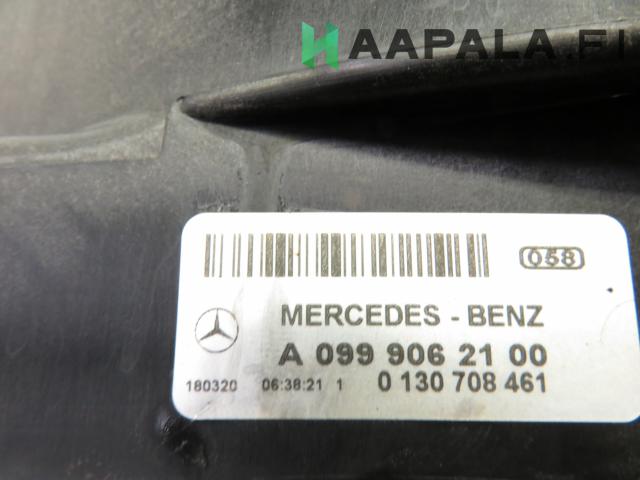 HAAPALA.FI
058
MERCEDES - BENZ
A 099 906 21 00
180320 06:38:21 1 0 130 708 461